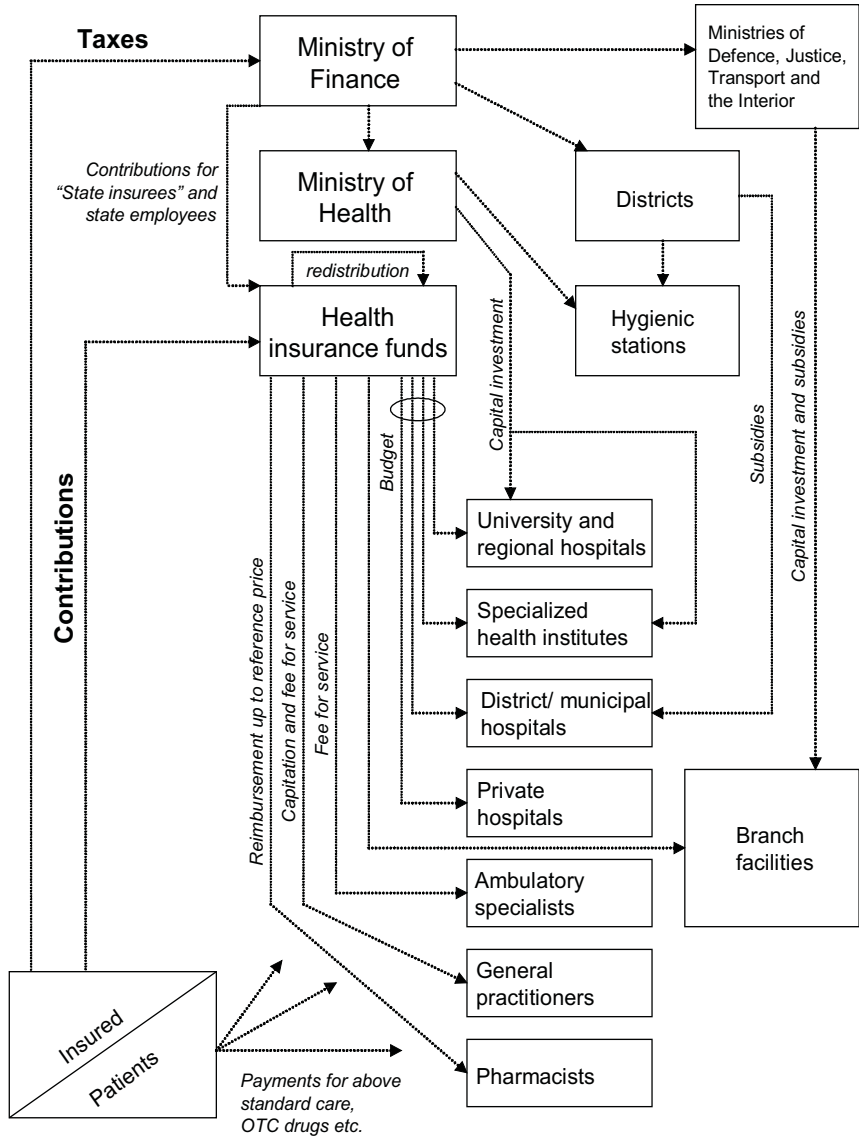 Taxes
Ministry of
Finance
Ministries of
Defence, Justice,
Transport and
the Interior
Contributions for
“State insurees” and
state employees
Ministry of
Health
Districts
redistribution
Health
insurance funds
Hygienic
stations
Capital investment
Subsidies
Capital investment and subsidies
Budget
Contributions
Reimbursement up to reference price
Capitation and fee for service
Fee for service
University and
regional hospitals
Specialized
health institutes
District/ municipal
hospitals
Private
hospitals
Branch
facilities
Ambulatory
specialists
General
practitioners
Insured
Patients
Pharmacists
Payments for above
standard care,
OTC drugs etc.